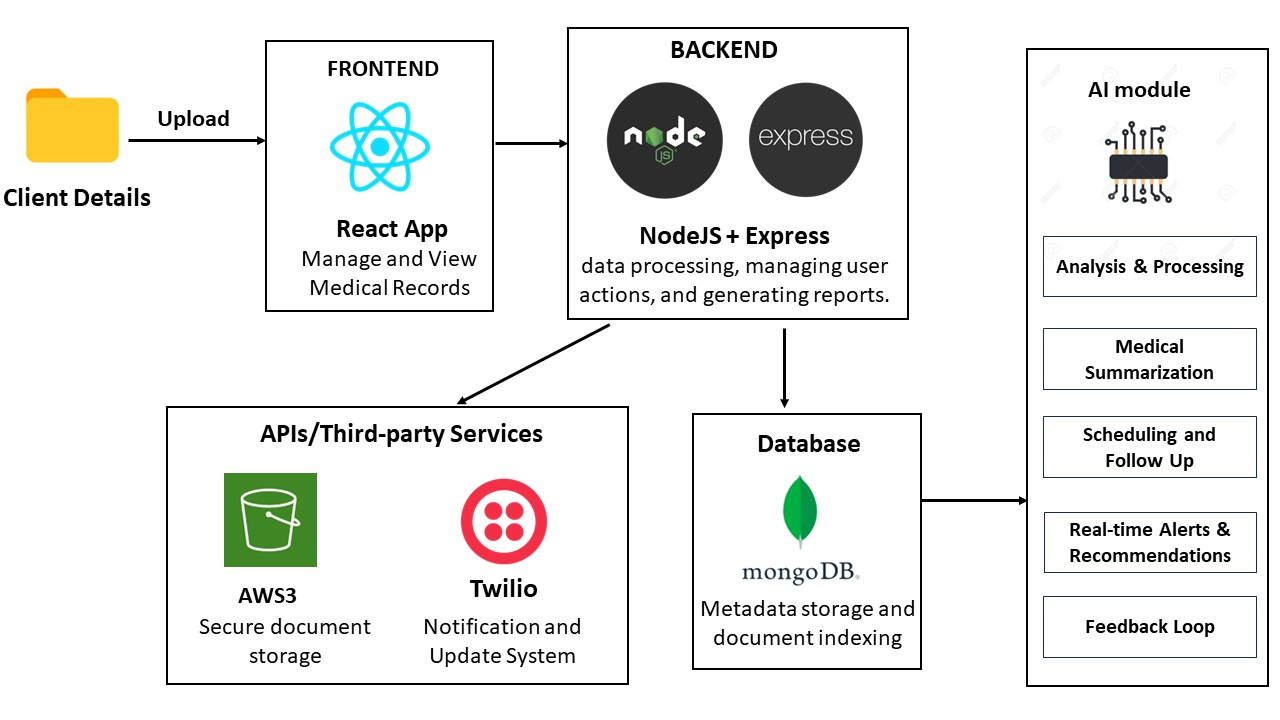 Client Details
Upload
FRONTEND
React App
Manage and View
Medical Records
BACKEND
node
JS
express
NodeJS + Express
data processing, managing user
actions, and generating reports.
APIs/Third-party Services
AWS3
Secure document
storage
Twilio
Notification and
Update System
Database
mongoDB.
Metadata storage and
document indexing
AI module
Analysis & Processing
Medical
Summarization
Scheduling and
Follow Up
Real-time Alerts &
Recommendations
Feedback Loop